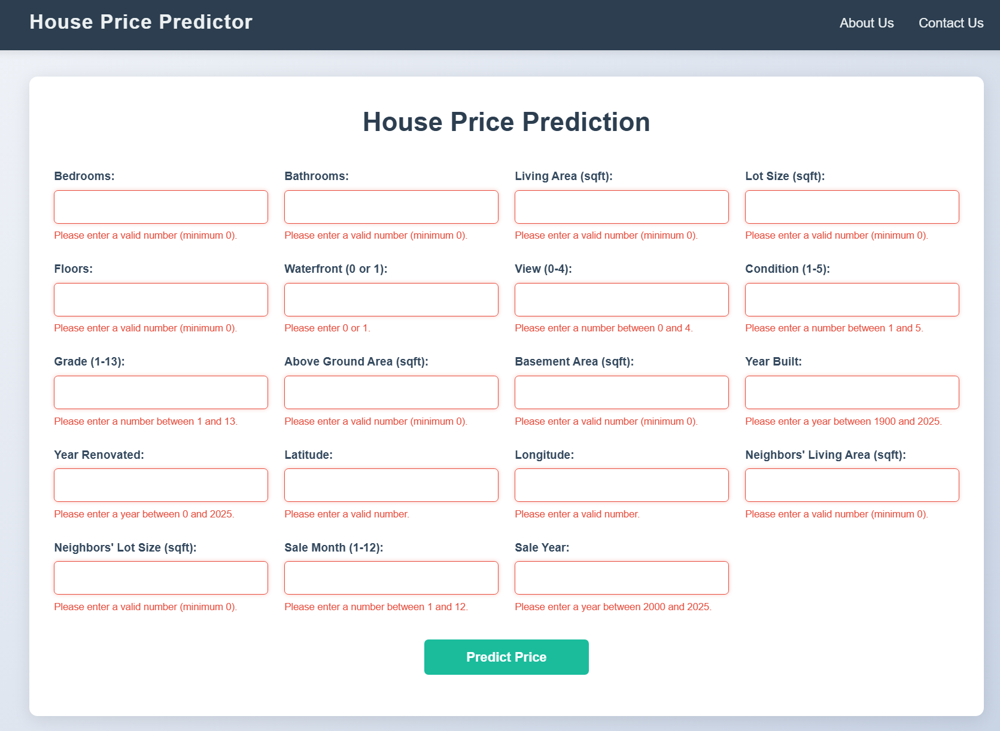 House Price Predictor
About Us
Contact Us
House Price Prediction
Bedrooms:
Bathrooms:
Living Area (sqft):
Lot Size (sqft):
Please enter a valid number (minimum 0).
Please enter a valid number (minimum 0).
Please enter a valid number (minimum 0).
Please enter a valid number (minimum 0).
Floors:
Waterfront (0 or 1):
View (0-4):
Condition (1-5):
Please enter a valid number (minimum 0).
Please enter 0 or 1.
Please enter a number between 0 and 4.
Please enter a number between 1 and 5.
Grade (1-13):
Above Ground Area (sqft):
Basement Area (sqft):
Year Built:
Please enter a number between 1 and 13.
Please enter a valid number (minimum 0).
Please enter a valid number (minimum 0).
Please enter a year between 1900 and 2025.
Year Renovated:
Latitude:
Longitude:
Neighbors' Living Area (sqft):
Please enter a year between 0 and 2025.
Please enter a valid number.
Please enter a valid number.
Please enter a valid number (minimum 0).
Neighbors' Lot Size (sqft):
Sale Month (1-12):
Sale Year:
Please enter a valid number (minimum 0).
Please enter a number between 1 and 12.
Please enter a year between 2000 and 2025.
Predict Price